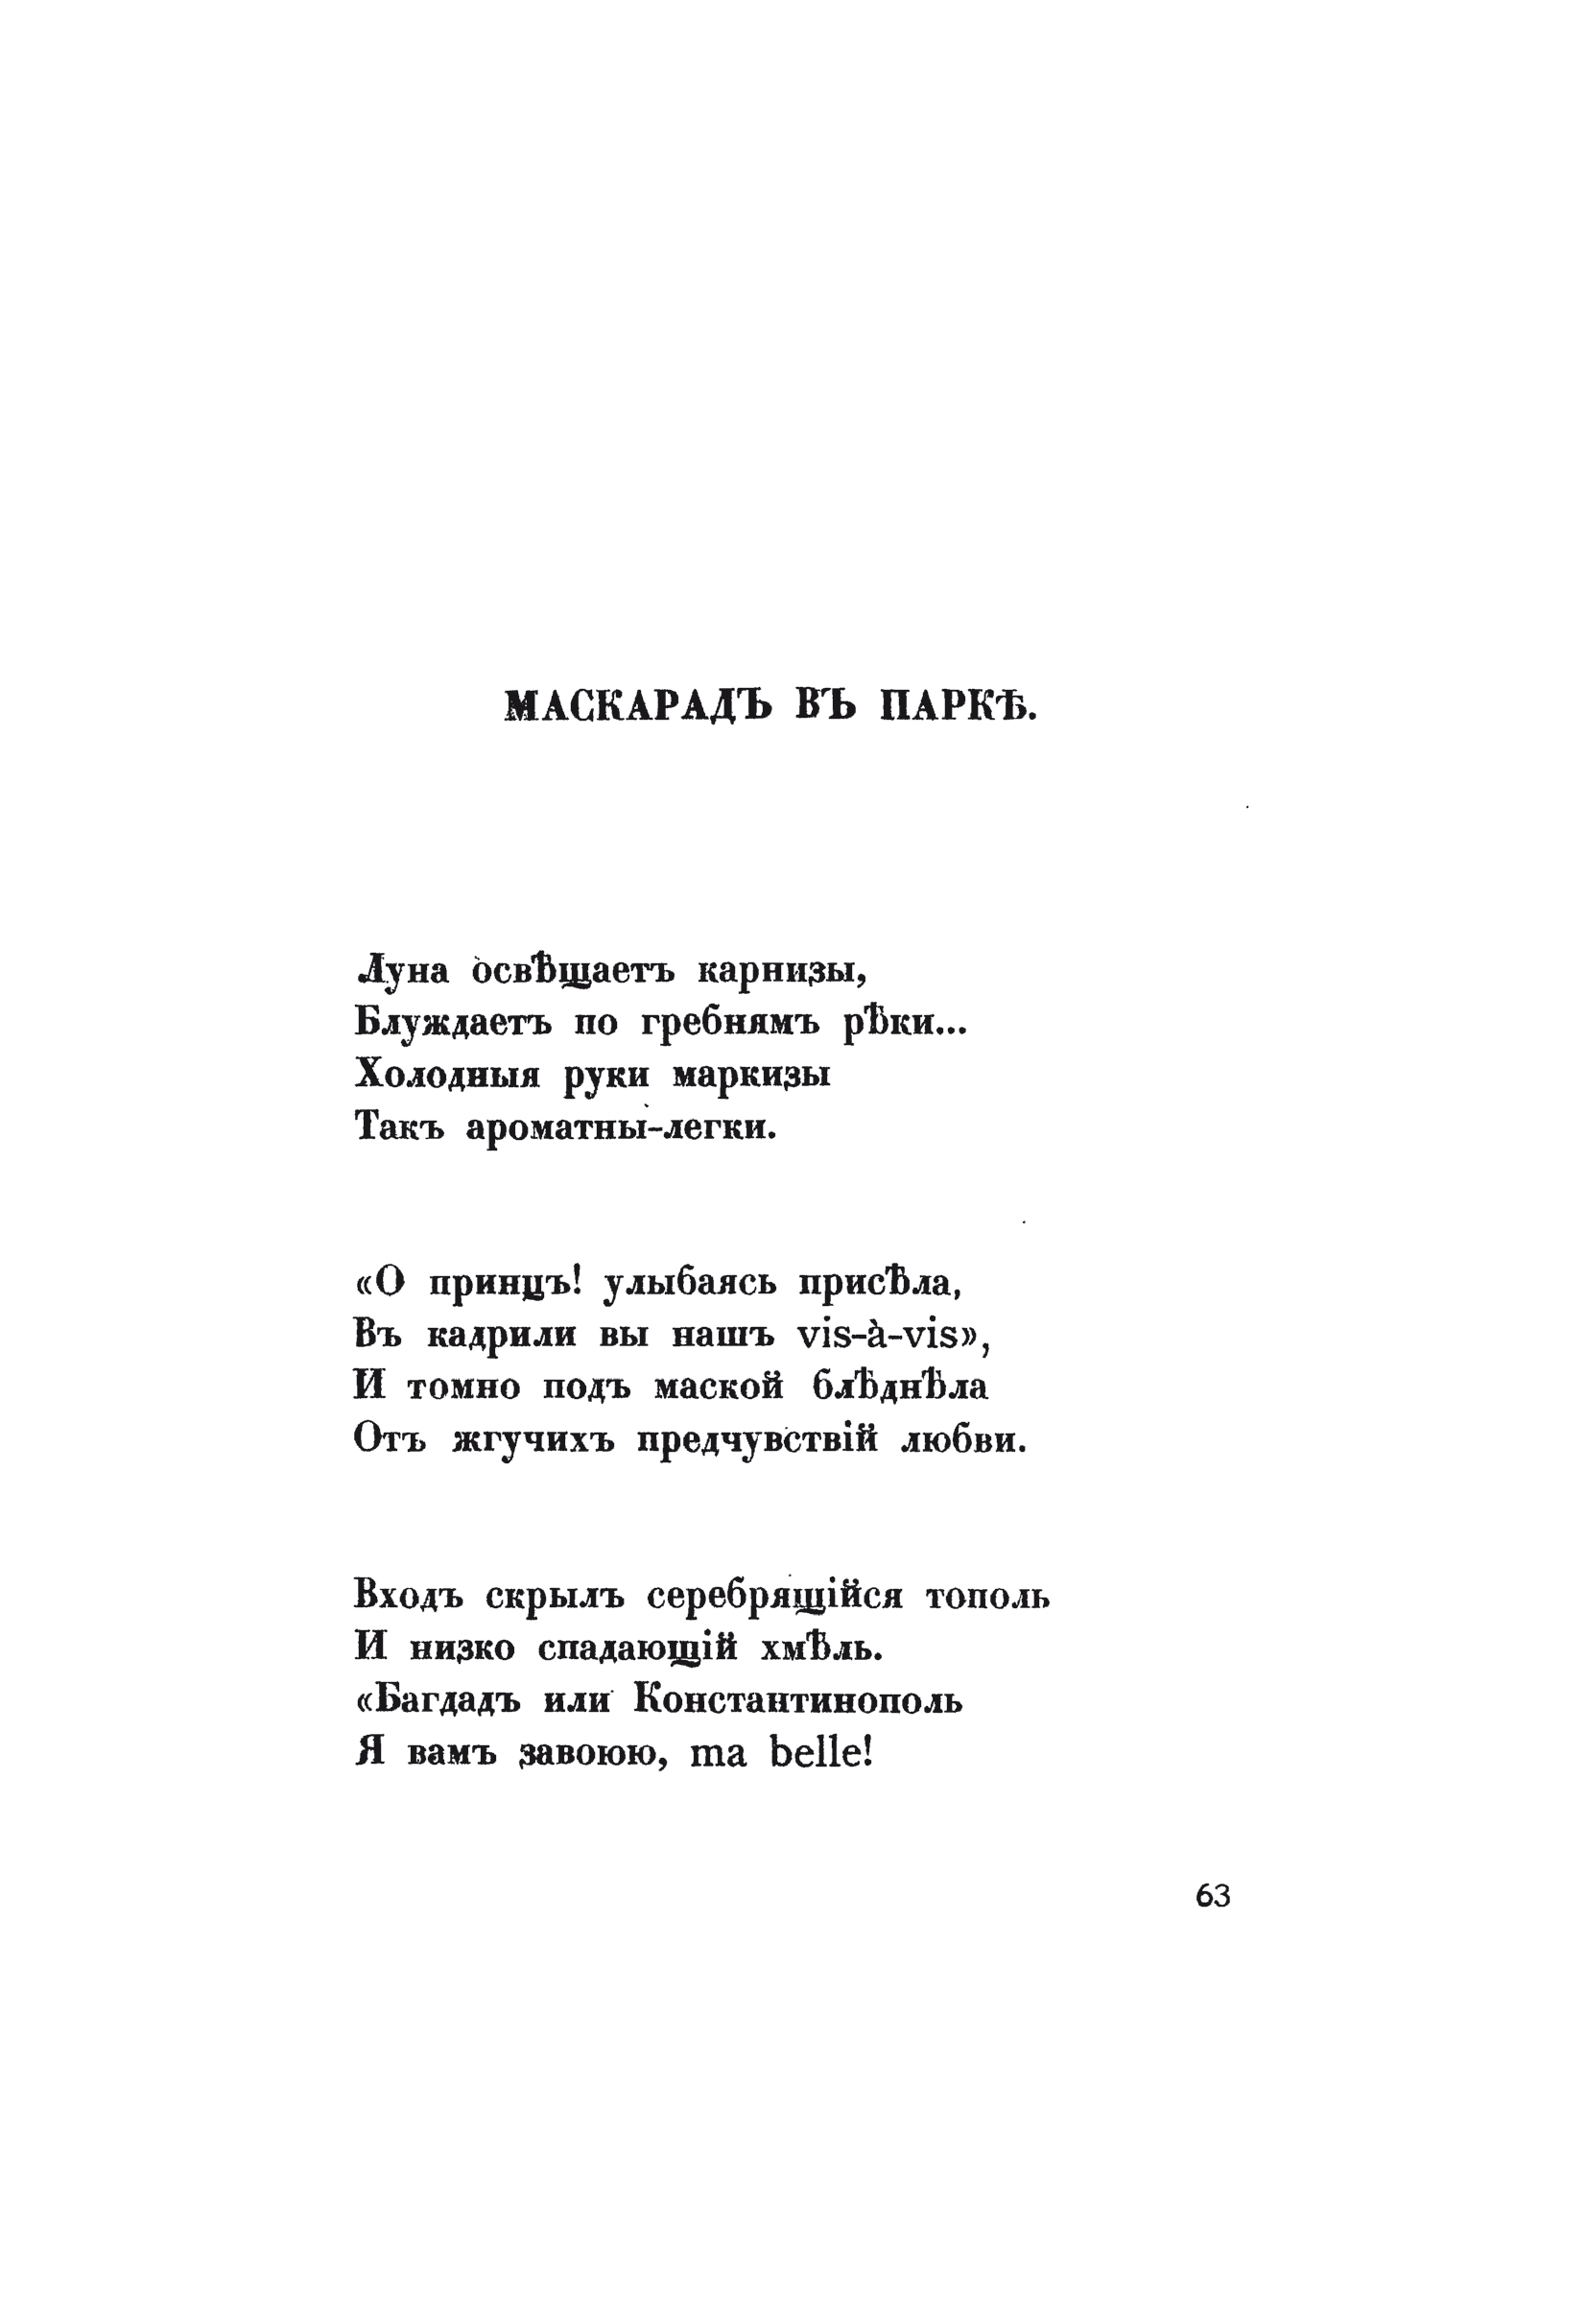 МАСКАРАДЪ ВЪ ПАРКѢ.
Луна освѣщаетъ карнизы,
Блуждаетъ по гребнямъ рѣки...
Холодныя руки маркизы
Такъ ароматны-легки.
«О принцъ! улыбаясь присѣла,
Въ кадрили вы нашъ vis-à-vis»,
И томно подъ маской блѣднѣла
Отъ жгучихъ предчувствій любви.
Входъ скрылъ серебрящійся тополь
И низко спадающій хмѣль.
«Багдадъ или Константинополь
Я вамъ завоюю, ma belle!
63